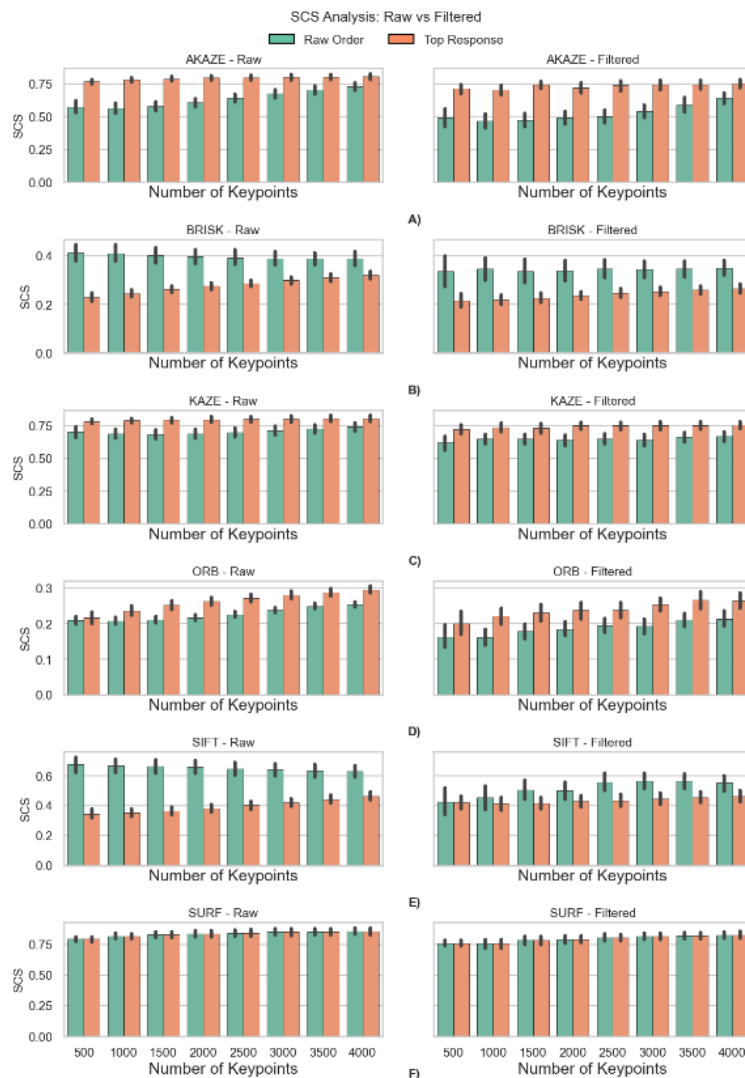 SCS Analysis: Raw vs Filtered
Raw Order Top Response
AKAZE - Raw AKAZE - Filtered
0.75
0.50
0.25
0.00
SCS
Number of Keypoints Number of Keypoints
A)
BRISK - Raw BRISK - Filtered
0.4
0.2
0.0
SCS
Number of Keypoints Number of Keypoints
B)
KAZE - Raw KAZE - Filtered
0.75
0.50
0.25
0.00
SCS
Number of Keypoints Number of Keypoints
C)
ORB - Raw ORB - Filtered
0.3
0.2
0.1
0.0
SCS
Number of Keypoints Number of Keypoints
D)
SIFT - Raw SIFT - Filtered
0.6
0.4
0.2
0.0
SCS
Number of Keypoints Number of Keypoints
E)
SURF - Raw SURF - Filtered
0.75
0.50
0.25
0.00
SCS
500 1000 1500 2000 2500 3000 3500 4000 500 1000 1500 2000 2500 3000 3500 4000
Number of Keypoints Number of Keypoints